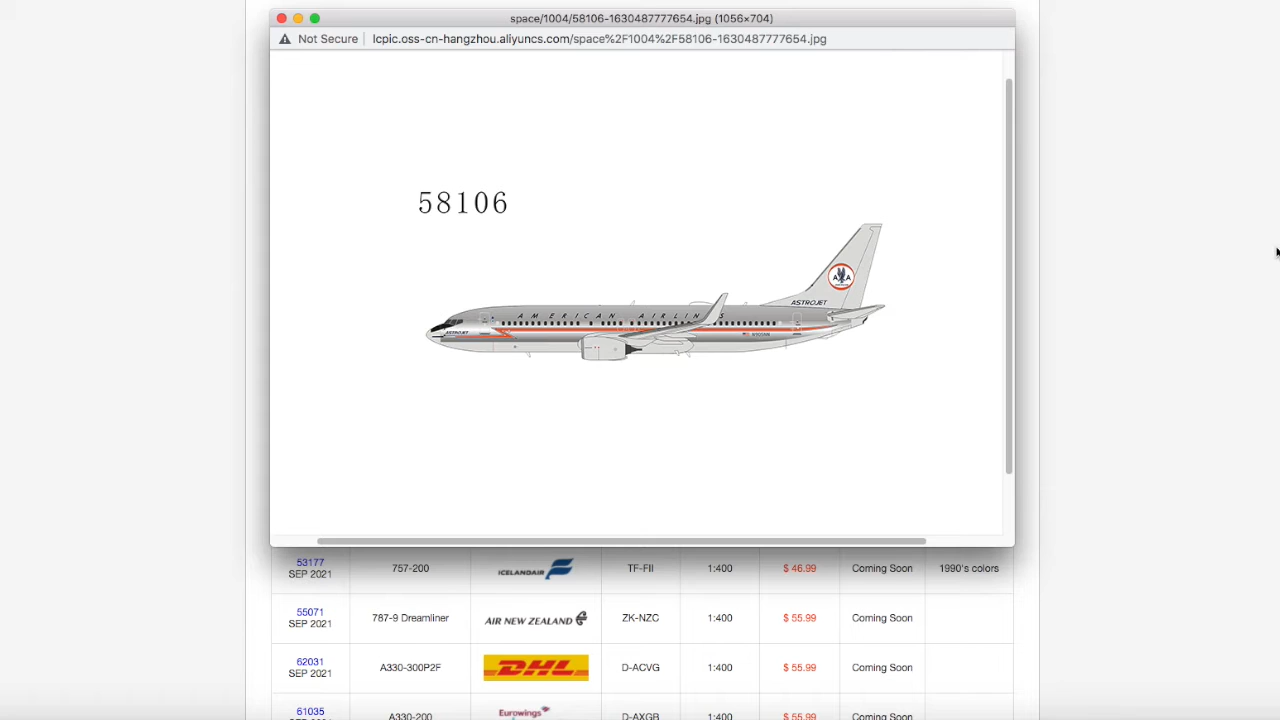 space/1004/58106-1630487777654.jpg (1056×704)
Not Secure lcpic.oss-cn-hangzhou.aliyuncs.com/space%2F1004%2F58106-1630487777654.jpg
58106
ASTROJET
AMERICAN AIRLINES
ASTROJET
53177 757-200 ICELANDAIR TF-FII 1:400 $ 46.99 Coming Soon 1990's colors
SEP 2021
55071 787-9 Dreamliner AIR NEW ZEALAND ZK-NZC 1:400 $ 55.99 Coming Soon
SEP 2021
62031 A330-300P2F DHL D-ACVG 1:400 $ 55.99 Coming Soon
SEP 2021
61035 A330-200 Eurowings D-AXGB 1:400 $ 55.99 Coming Soon